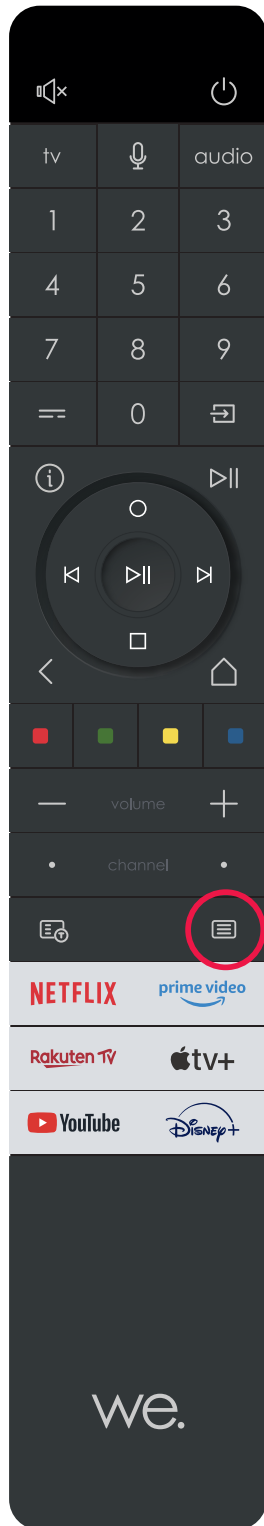 tv audio
1 2 3
4 5 6
7 8 9
0
volume
channel
NETFLIX prime video
Rakuten TV tv+
YouTube Disney+
we.